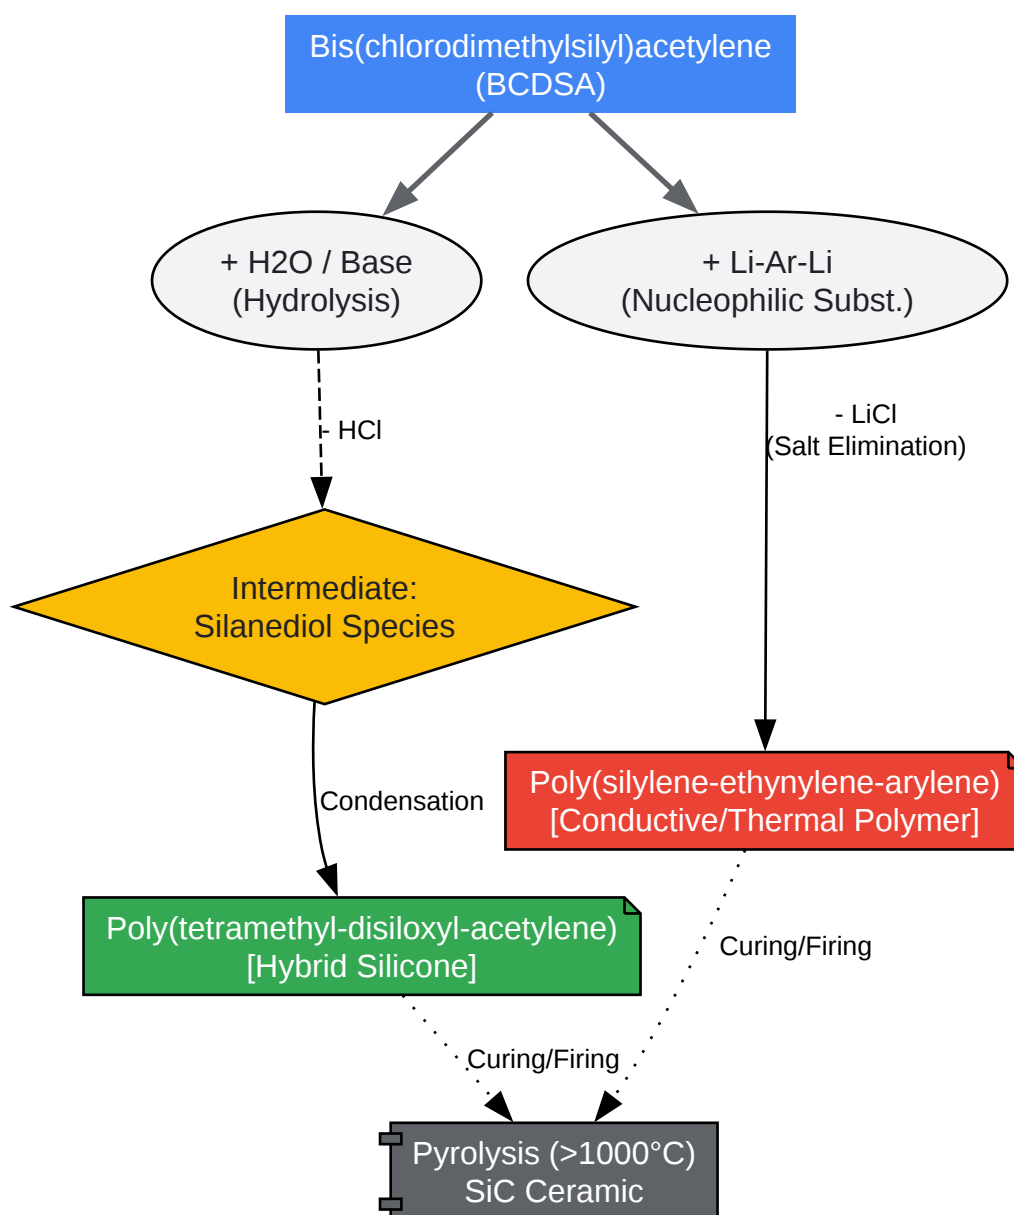 Bis(chlorodimethylsilyl)acetylene
(BCDSA)
+ H2O / Base
(Hydrolysis)
+ Li-Ar-Li
(Nucleophilic Subst.)
- HCl
- LiCl
(Salt Elimination)
Intermediate:
Silanediol Species
Condensation
Poly(silylene-ethynylene-arylene)
[Conductive/Thermal Polymer]
Poly(tetramethyl-disiloxyl-acetylene)
[Hybrid Silicone]
Curing/Firing
Curing/Firing
Pyrolysis (>1000°C)
SiC Ceramic